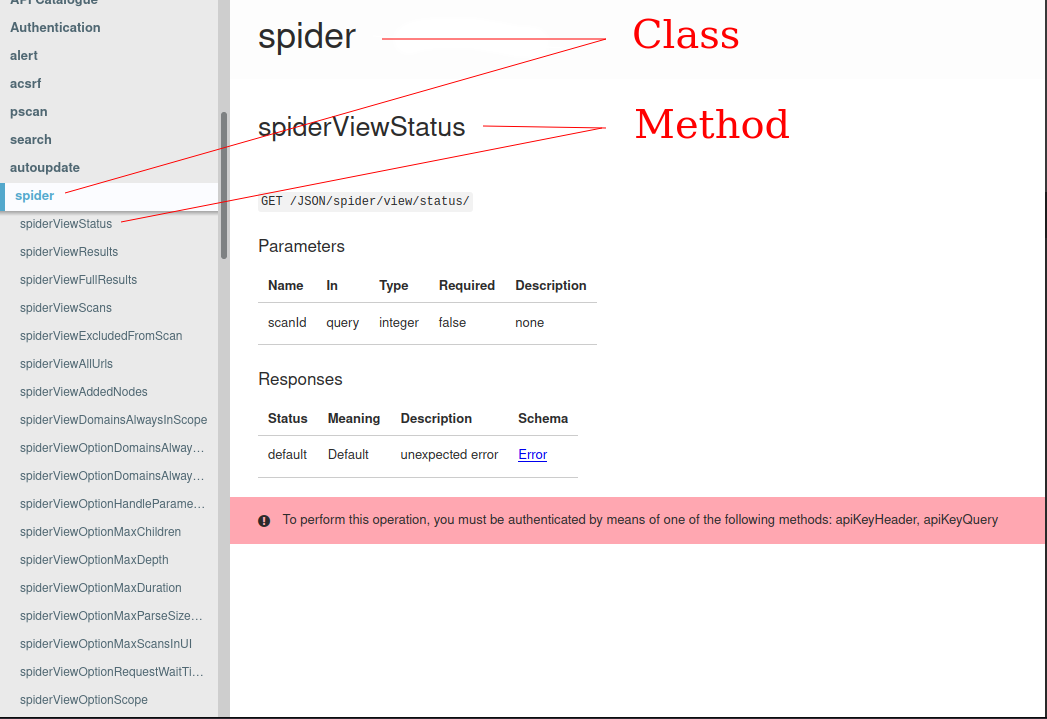 API Catalogue
Authentication
alert
acsrf
pscan
search
autoupdate
spider
spiderViewStatus
spiderViewResults
spiderViewFullResults
spiderViewScans
spiderViewExcludedFromScan
spiderViewAllUrls
spiderViewAddedNodes
spiderViewDomainsAlwaysInScope
spiderViewOptionDomainsAlway…
spiderViewOptionDomainsAlway…
spiderViewOptionHandleParame…
spiderViewOptionMaxChildren
spiderViewOptionMaxDepth
spiderViewOptionMaxDuration
spiderViewOptionMaxParseSize…
spiderViewOptionMaxScansInUI
spiderViewOptionRequestWaitTi…
spiderViewOptionScope
spider Class
spiderViewStatus Method
GET /JSON/spider/view/status/
Parameters
Name In Type Required Description
scanId query integer false none
Responses
Status Meaning Description Schema
default Default unexpected error Error
To perform this operation, you must be authenticated by means of one of the following methods: apiKeyHeader, apiKeyQuery